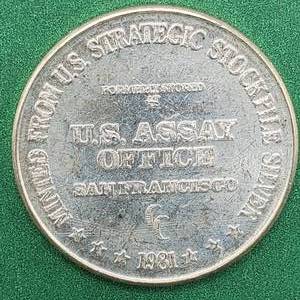 MINTED FROM U.S. STRATEGIC STOCKPILE SILVER
FORMERLY STORED
AT
U.S. ASSAY
OFFICE
SAN FRANCISCO
1981